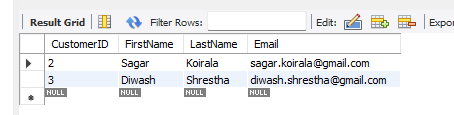 Result Grid Filter Rows: Edit: Expor
CustomerID FirstName LastName Email
2 Sagar Koirala sagar.koirala@gmail.com
3 Diwash Shrestha diwash.shrestha@gmail.com
NULL NULL NULL NULL